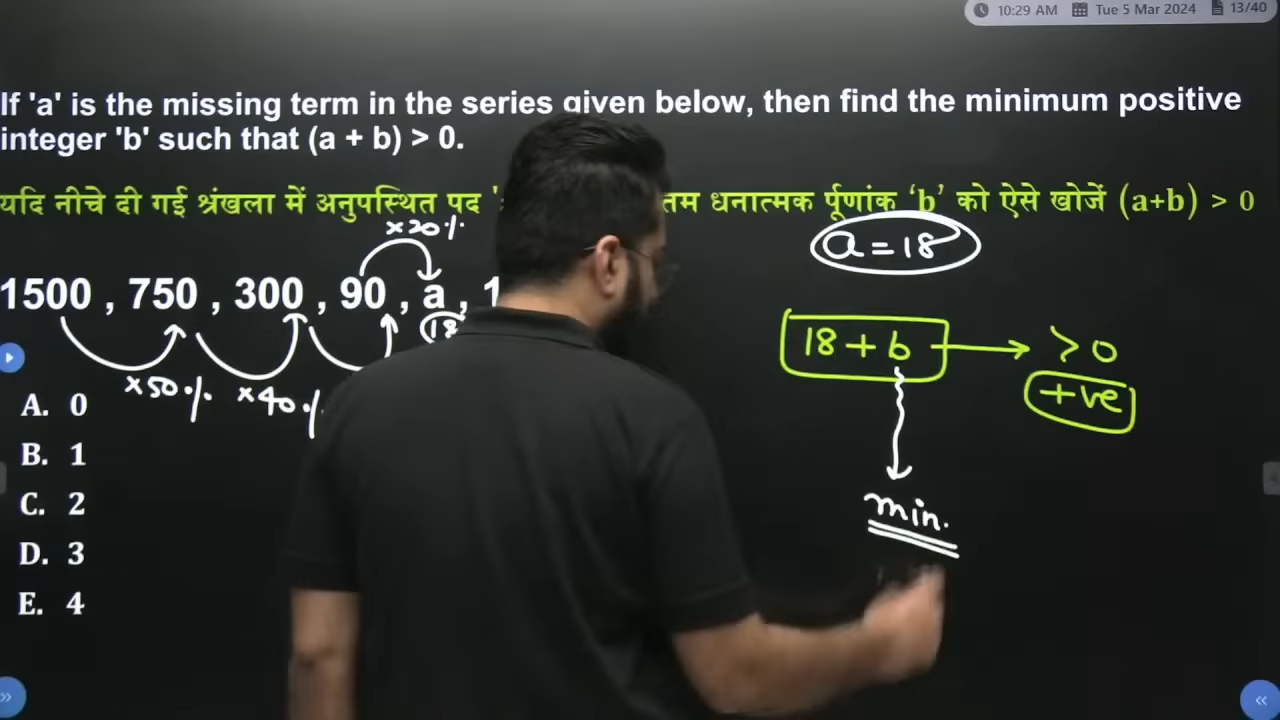 10:29 AM Tue 5 Mar 2024 13/40
If 'a' is the missing term in the series given below, then find the minimum positive
integer 'b' such that (a + b) > 0.
यदि नीचे दी गई श्रंखला में अनुपस्थित पद धनात्मक र्पूणांक ‘b’ को ऐसे खोजें (a+b) > 0
×20%
a = 18
1500 , 750 , 300 , 90 , a ,
18
18 + b > 0
×50% ×40%
+ve
min.
A. 0
B. 1
C. 2
D. 3
E. 4